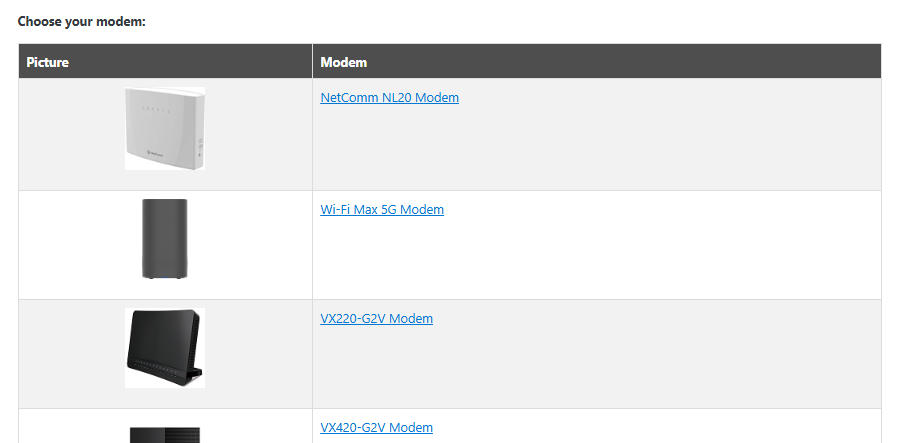 Choose your modem:
Picture Modem
NetComm NL20 Modem
Wi-Fi Max 5G Modem
VX220-G2V Modem
VX420-G2V Modem